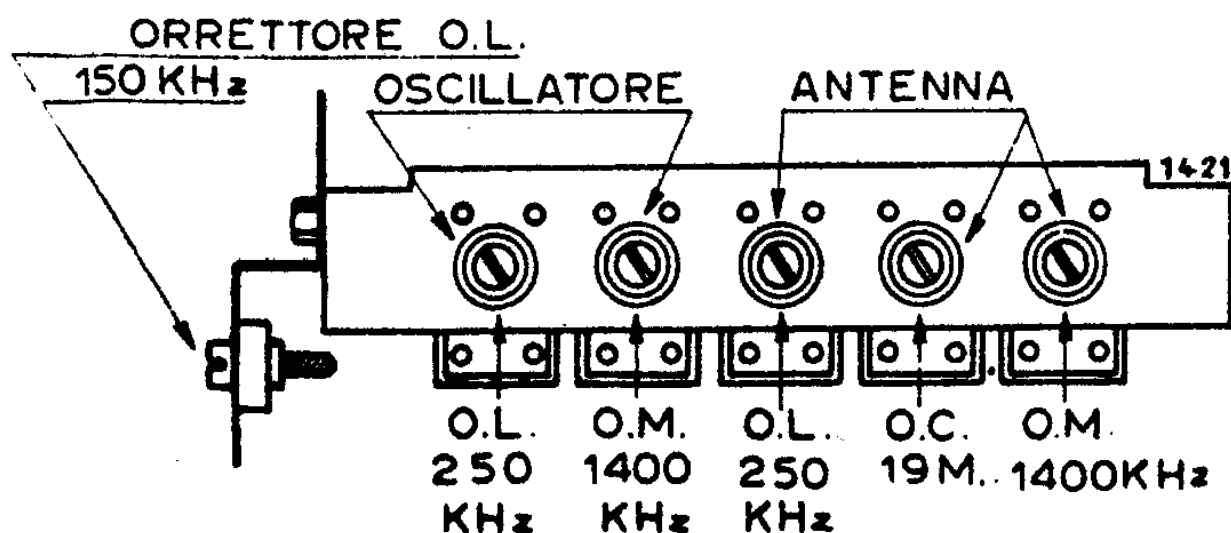 ORRETTORE O.L.
150 KHz
OSCILLATORE
ANTENNA
1421
O.L.
250
KHz
O.M.
1400
KHz
O.L.
250
KHz
O.C.
19M.
O.M.
1400KHz